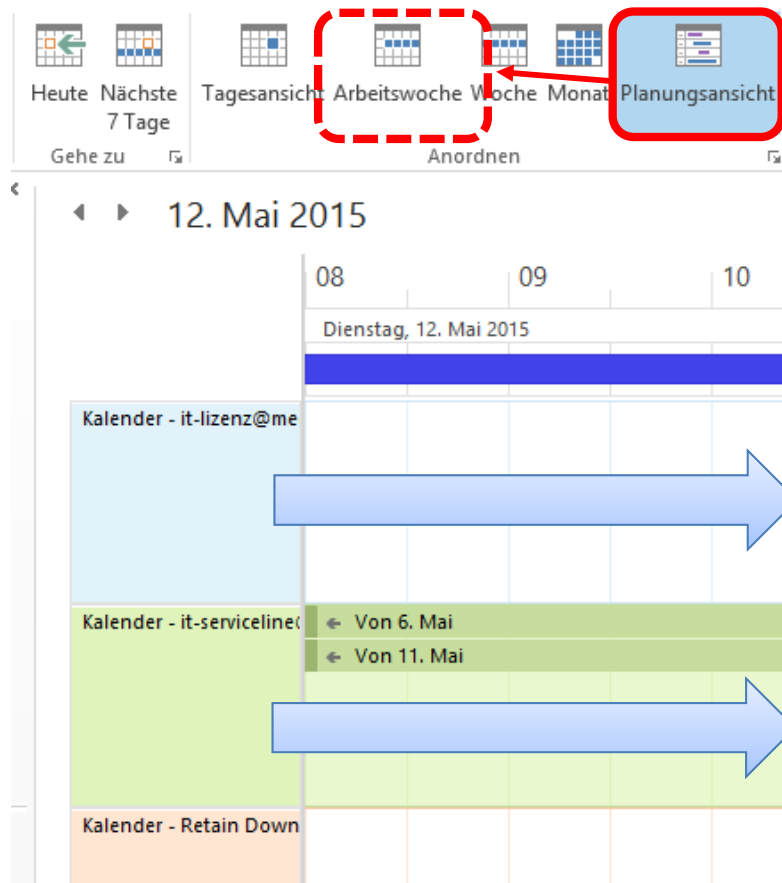 Heute Nächste 7 Tage Tagesansicht Arbeitswoche Woche Monat Planungsansicht
Gehe zu Anordnen
12. Mai 2015
08 09 10
Dienstag, 12. Mai 2015
Kalender - it-lizenz@me
Kalender - it-serviceline
Von 6. Mai
Von 11. Mai
Kalender - Retain Down